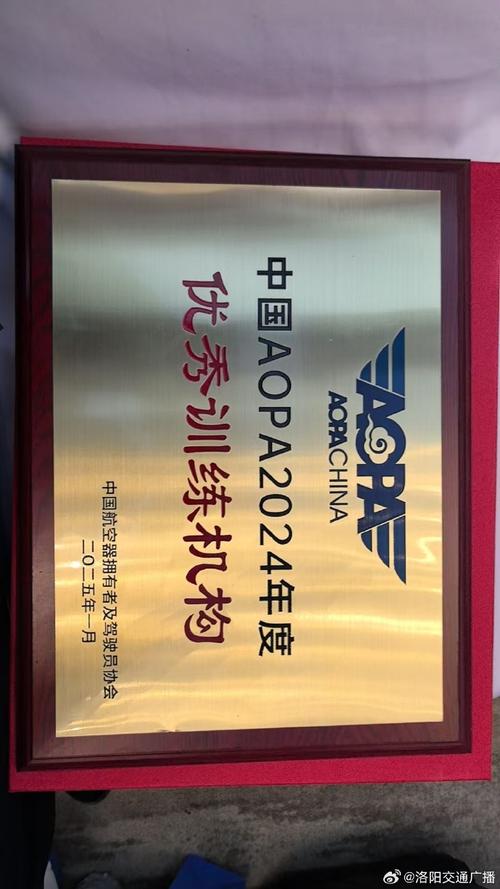 AOPA
AOPACHINA
中国AOPA2024年度
优秀训练机构
中国航空器拥有者及驾驶员协会
二〇二五年一月
@洛阳交通广播